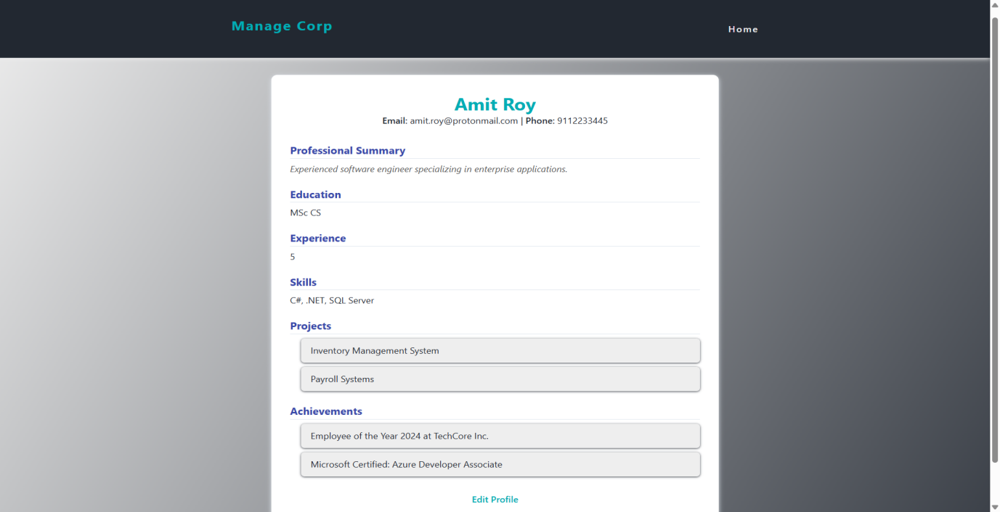 Manage Corp
Home
Amit Roy
Email: amit.roy@protonmail.com | Phone: 9112233445
Professional Summary
Experienced software engineer specializing in enterprise applications.
Education
MSc CS
Experience
5
Skills
C#, .NET, SQL Server
Projects
Inventory Management System
Payroll Systems
Achievements
Employee of the Year 2024 at TechCore Inc.
Microsoft Certified: Azure Developer Associate
Edit Profile